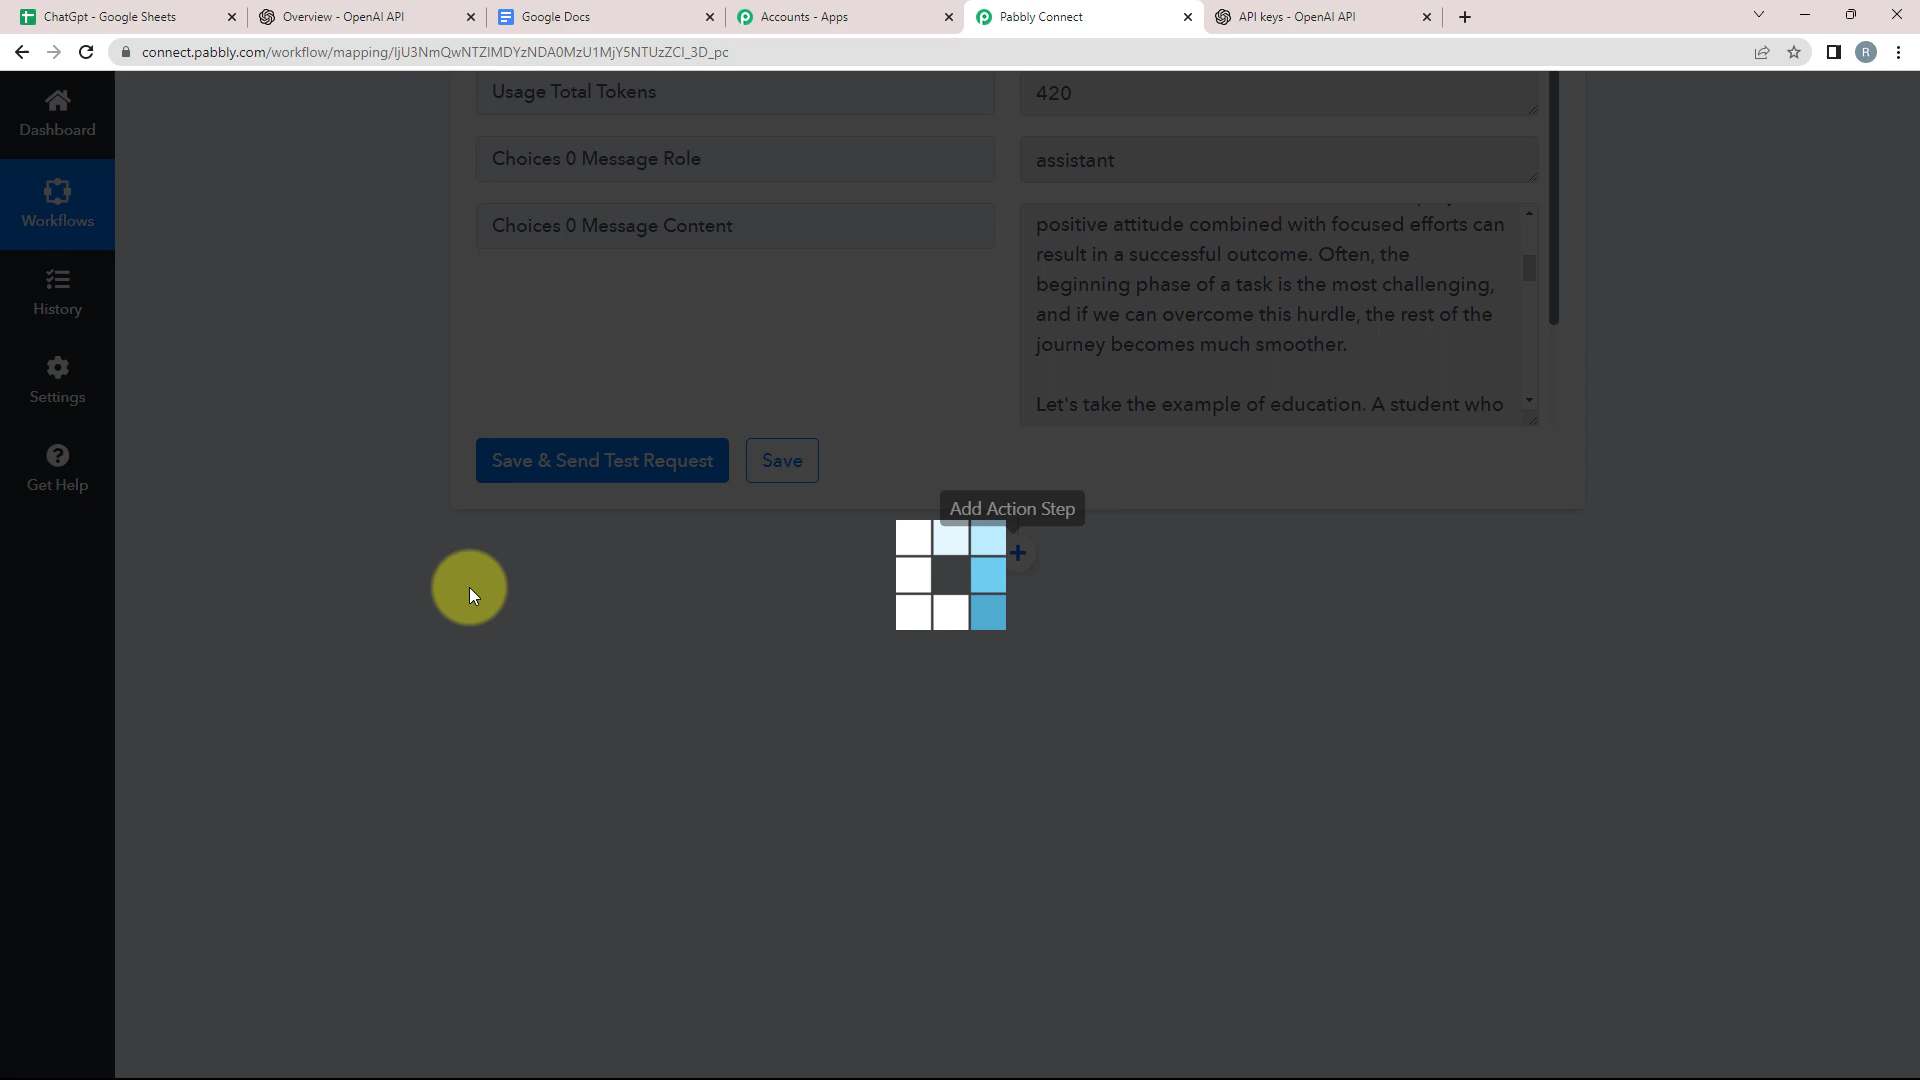 ChatGpt - Google Sheets
Overview - OpenAI API
Google Docs
Accounts - Apps
Pabbly Connect
API keys - OpenAI API
connect.pabbly.com/workflow/mapping/IjU3NmQwNTZlMDYzNDA0MzU1MjY5NTUzZCI_3D_pc
R
Dashboard
Workflows
History
Settings
Get Help
Usage Total Tokens
420
Choices 0 Message Role
assistant
Choices 0 Message Content
positive attitude combined with focused efforts can
result in a successful outcome. Often, the
beginning phase of a task is the most challenging,
and if we can overcome this hurdle, the rest of the
journey becomes much smoother.
Let's take the example of education. A student who
Save & Send Test Request
Save
Add Action Step